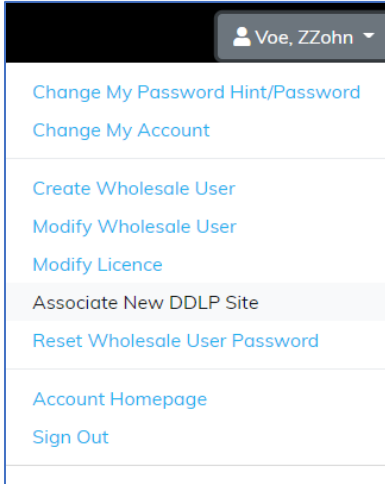 Voe, ZZohn
Change My Password Hint/Password
Change My Account
Create Wholesale User
Modify Wholesale User
Modify Licence
Associate New DDLP Site
Reset Wholesale User Password
Account Homepage
Sign Out